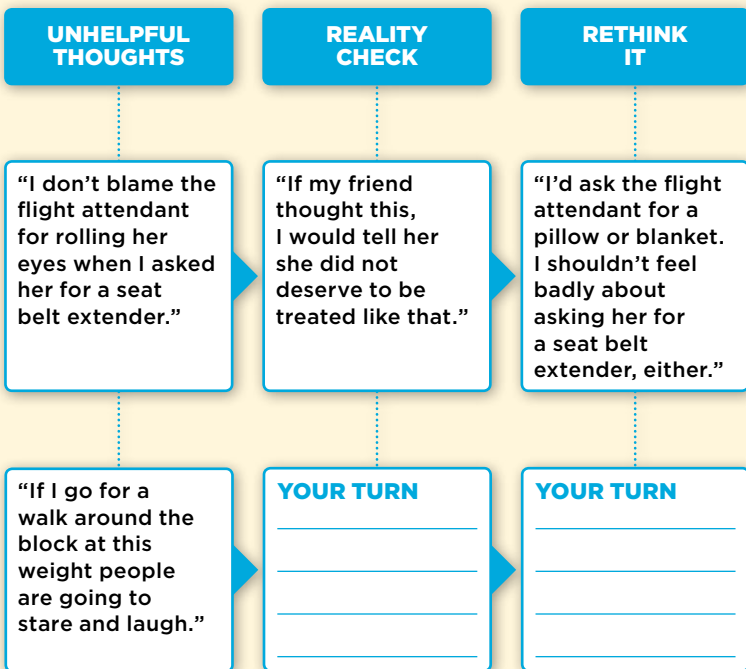 UNHELPFUL
THOUGHTS
REALITY
CHECK
RETHINK
IT
“I don’t blame the
flight attendant
for rolling her
eyes when I asked
her for a seat
belt extender.”
“If my friend
thought this,
I would tell her
she did not
deserve to be
treated like that.”
“I’d ask the flight
attendant for a
pillow or blanket.
I shouldn’t feel
badly about
asking her for
a seat belt
extender, either.”
“If I go for a
walk around the
block at this
weight people
are going to
stare and laugh.”
YOUR TURN
YOUR TURN